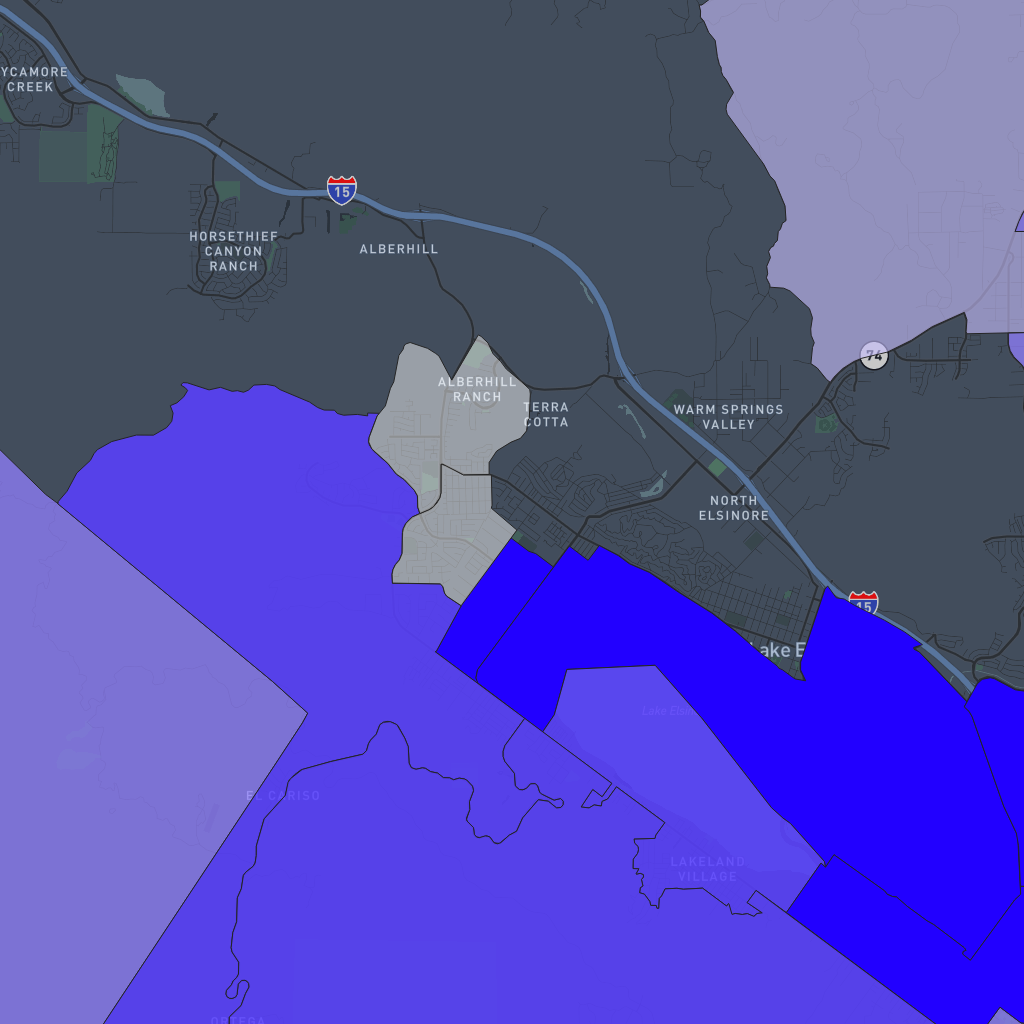 YCAMORE
CREEK
15
HORSETHIEF
CANYON
RANCH
ALBERHILL
74
ALBERHILL
RANCH
TERRA
COTTA
WARM SPRINGS
VALLEY
NORTH
ELSINORE
15
Lake E
Lake Elsi
EL CARISO
LAKELAND
VILLAGE
ORTEGA